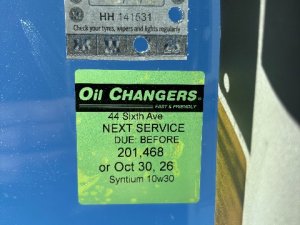 HH 141531
Check your tyres, wipers and lights regularly
Oil CHANGERS
FAST & FRIENDLY
44 Sixth Ave
NEXT SERVICE
DUE: BEFORE
201,468
or Oct 30, 26
Syntium 10w30